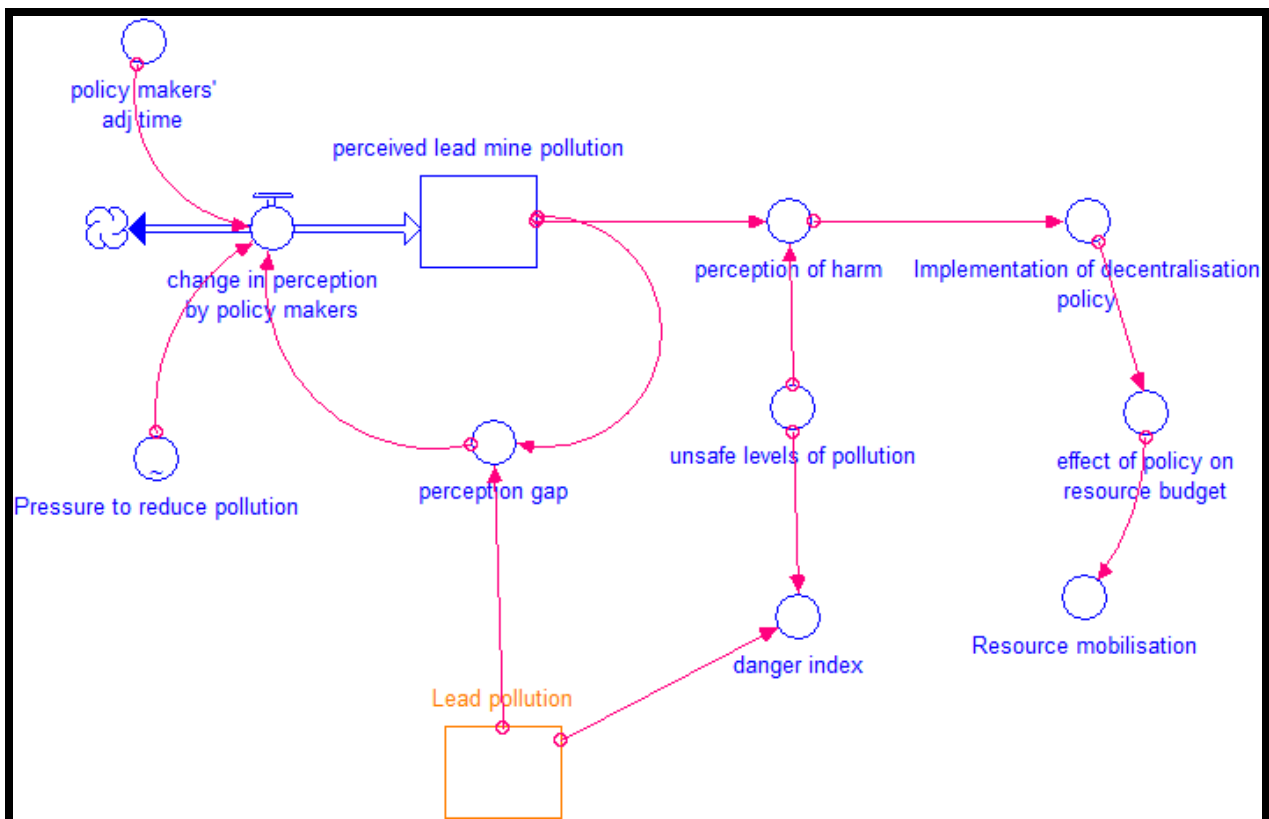 policy makers'
adj time
perceived lead mine pollution
change in perception
by policy makers
perception of harm
Implementation of decentralisation
policy
unsafe levels of pollution
effect of policy on
resource budget
~
Pressure to reduce pollution
perception gap
Resource mobilisation
danger index
Lead pollution